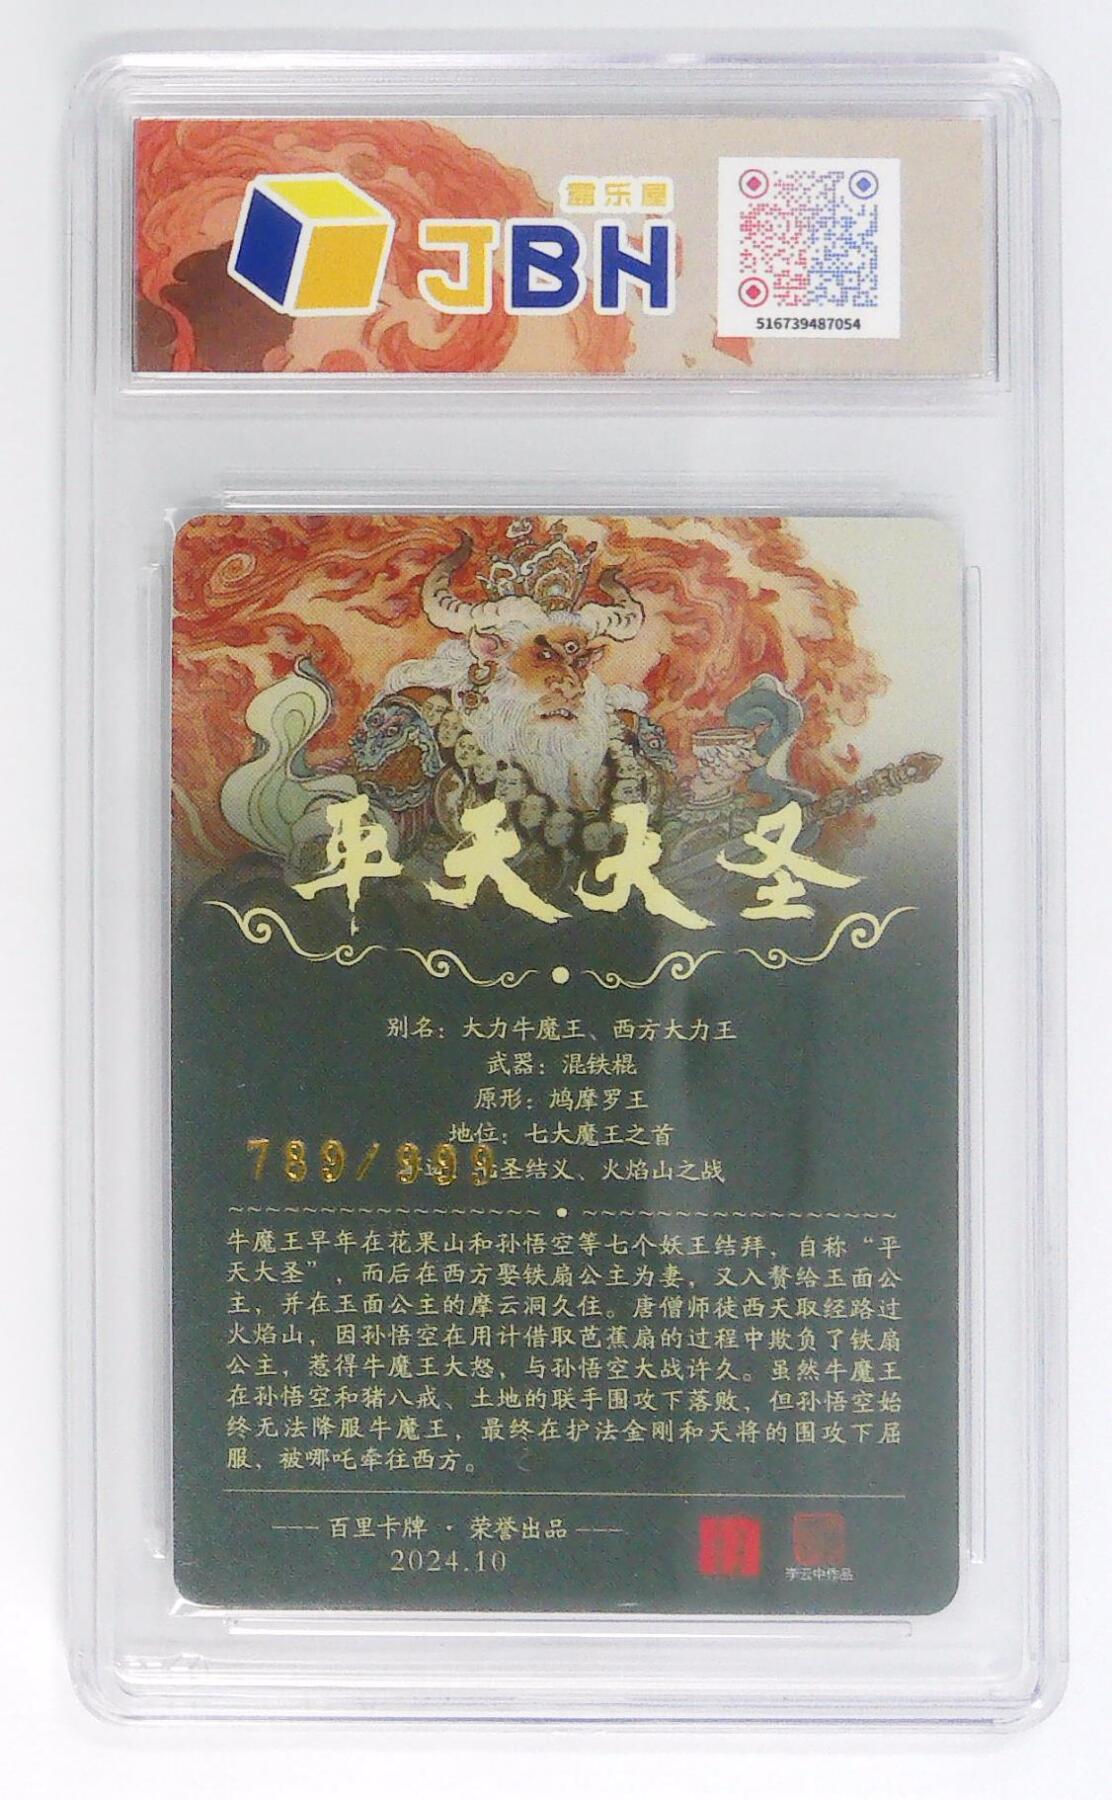 JBH
516739487054
平天大圣
别名：大力牛魔王、西方大力王
武器：混铁棍
原形：鸠摩罗王
地位：七大魔王之首
圣结义、火焰山之战
789/999
牛魔王早年在花果山和孙悟空等七个妖王结拜，自称“平
天大圣”，而后在西方娶铁扇公主为妻，又入赘给玉面公
主，并在玉面公主的摩云洞久住。唐僧师徒西天取经路过
火焰山，因孙悟空在用计借取芭蕉扇的过程中欺负了铁扇
公主，惹得牛魔王大怒，与孙悟空大战许久。虽然牛魔王
在孙悟空和猪八戒、土地的联手围攻下落败，但孙悟空始
终无法降服牛魔王，最终在护法金刚和天将的围攻下屈
服，被哪吒牵往西方。
百里卡牌 · 荣誉出品
2024.10
李云中作品